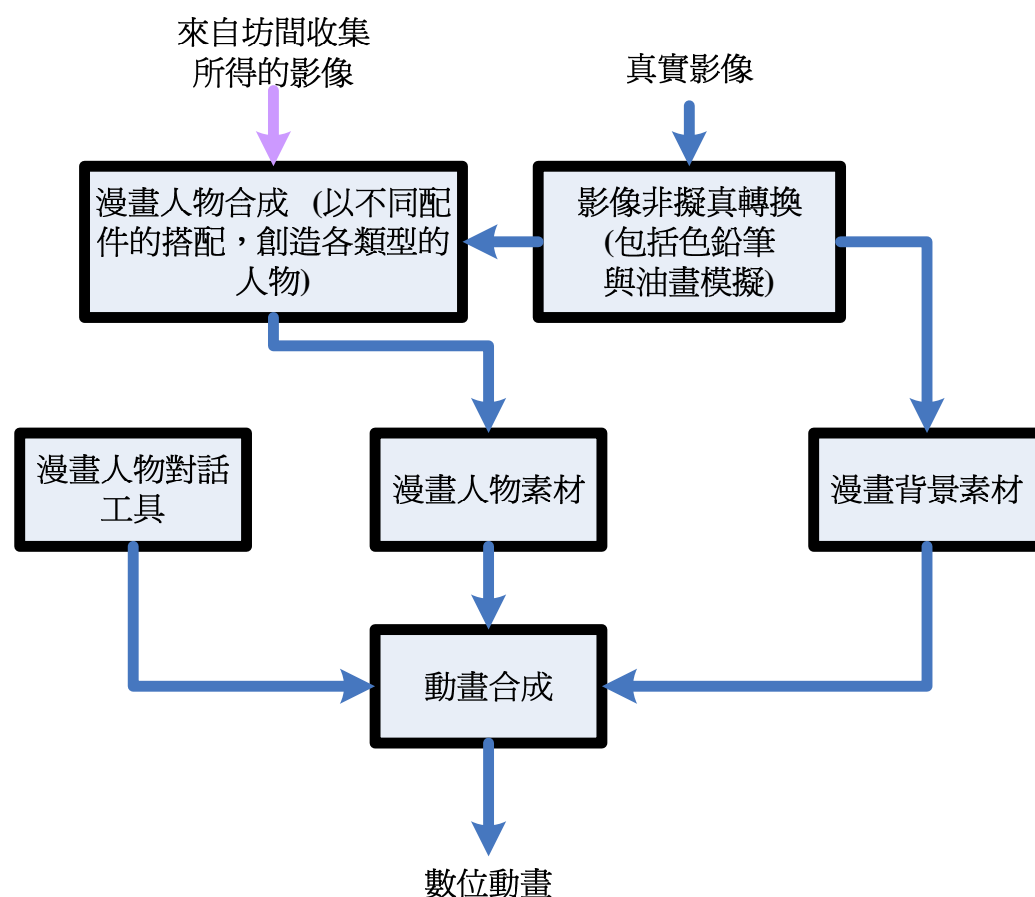 來自坊間收集
所得的影像
真實影像
漫畫人物合成 (以不同配
件的搭配，創造各類型的
人物)
影像非擬真轉換
(包括色鉛筆
與油畫模擬)
漫畫人物對話
工具
漫畫人物素材
漫畫背景素材
動畫合成
數位動畫